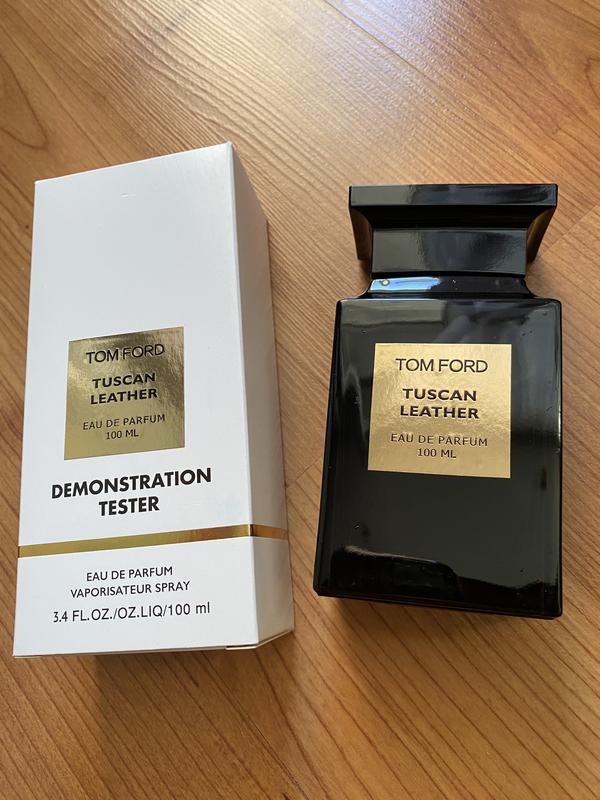 TOM FORD
TUSCAN
LEATHER
EAU DE PARFUM
100 ML
DEMONSTRATION
TESTER
EAU DE PARFUM
VAPORISATEUR SPRAY
3.4 FL.OZ./OZ.LIQ/100 ml
TOM FORD
TUSCAN
LEATHER
EAU DE PARFUM
100 ML